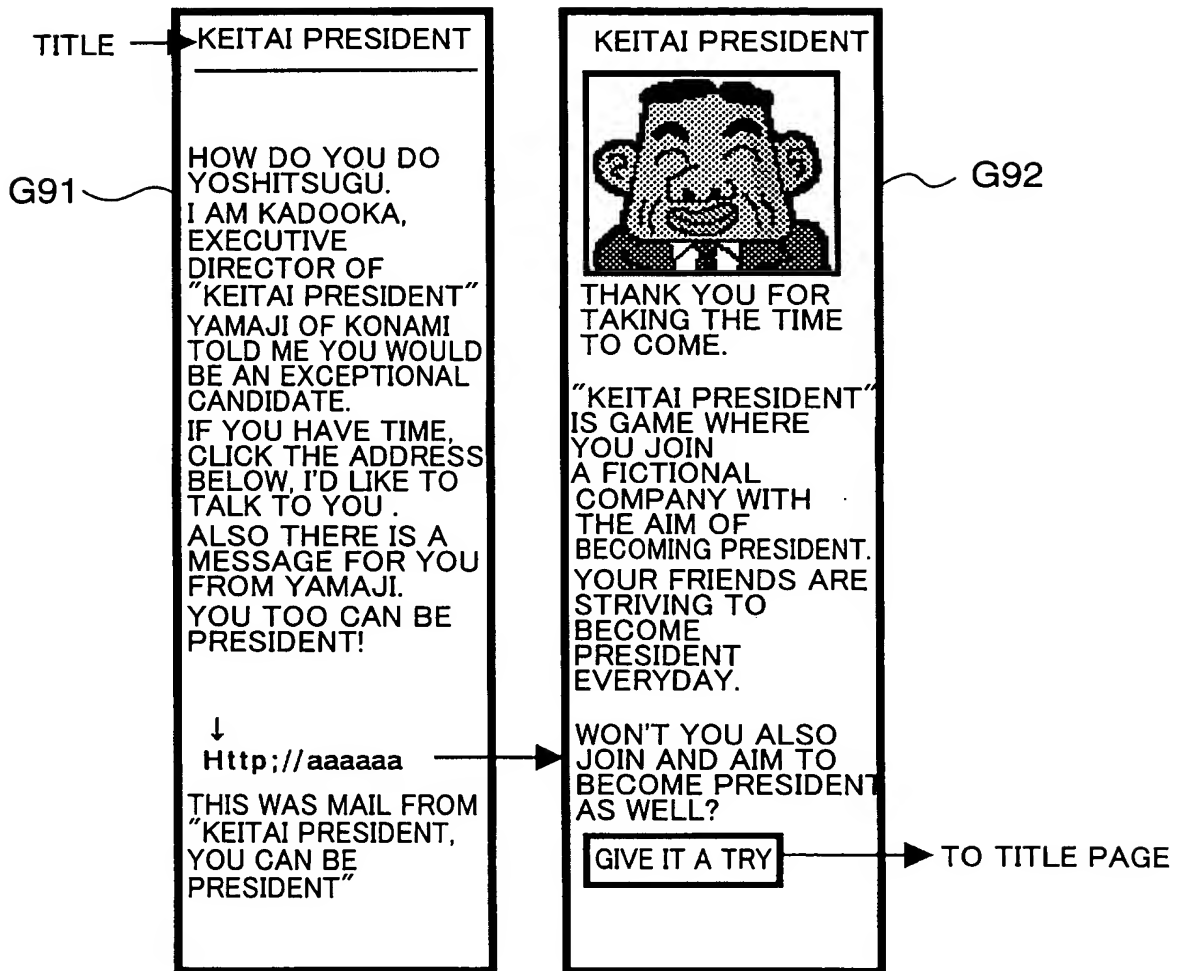 TITLE
KEITAI PRESIDENT
G91
HOW DO YOU DO
YOSHITSUGU.
I AM KADOOKA,
EXECUTIVE
DIRECTOR OF
"KEITAI PRESIDENT"
YAMAJI OF KONAMI
TOLD ME YOU WOULD
BE AN EXCEPTIONAL
CANDIDATE.
IF YOU HAVE TIME,
CLICK THE ADDRESS
BELOW, I'D LIKE TO
TALK TO YOU .
ALSO THERE IS A
MESSAGE FOR YOU
FROM YAMAJI.
YOU TOO CAN BE
PRESIDENT!
↓
Http;//aaaaaa
THIS WAS MAIL FROM
"KEITAI PRESIDENT,
YOU CAN BE
PRESIDENT"
KEITAI PRESIDENT
G92
THANK YOU FOR
TAKING THE TIME
TO COME.
"KEITAI PRESIDENT"
IS GAME WHERE
YOU JOIN
A FICTIONAL
COMPANY WITH
THE AIM OF
BECOMING PRESIDENT.
YOUR FRIENDS ARE
STRIVING TO
BECOME
PRESIDENT
EVERYDAY.
WON'T YOU ALSO
JOIN AND AIM TO
BECOME PRESIDENT
AS WELL?
GIVE IT A TRY
TO TITLE PAGE